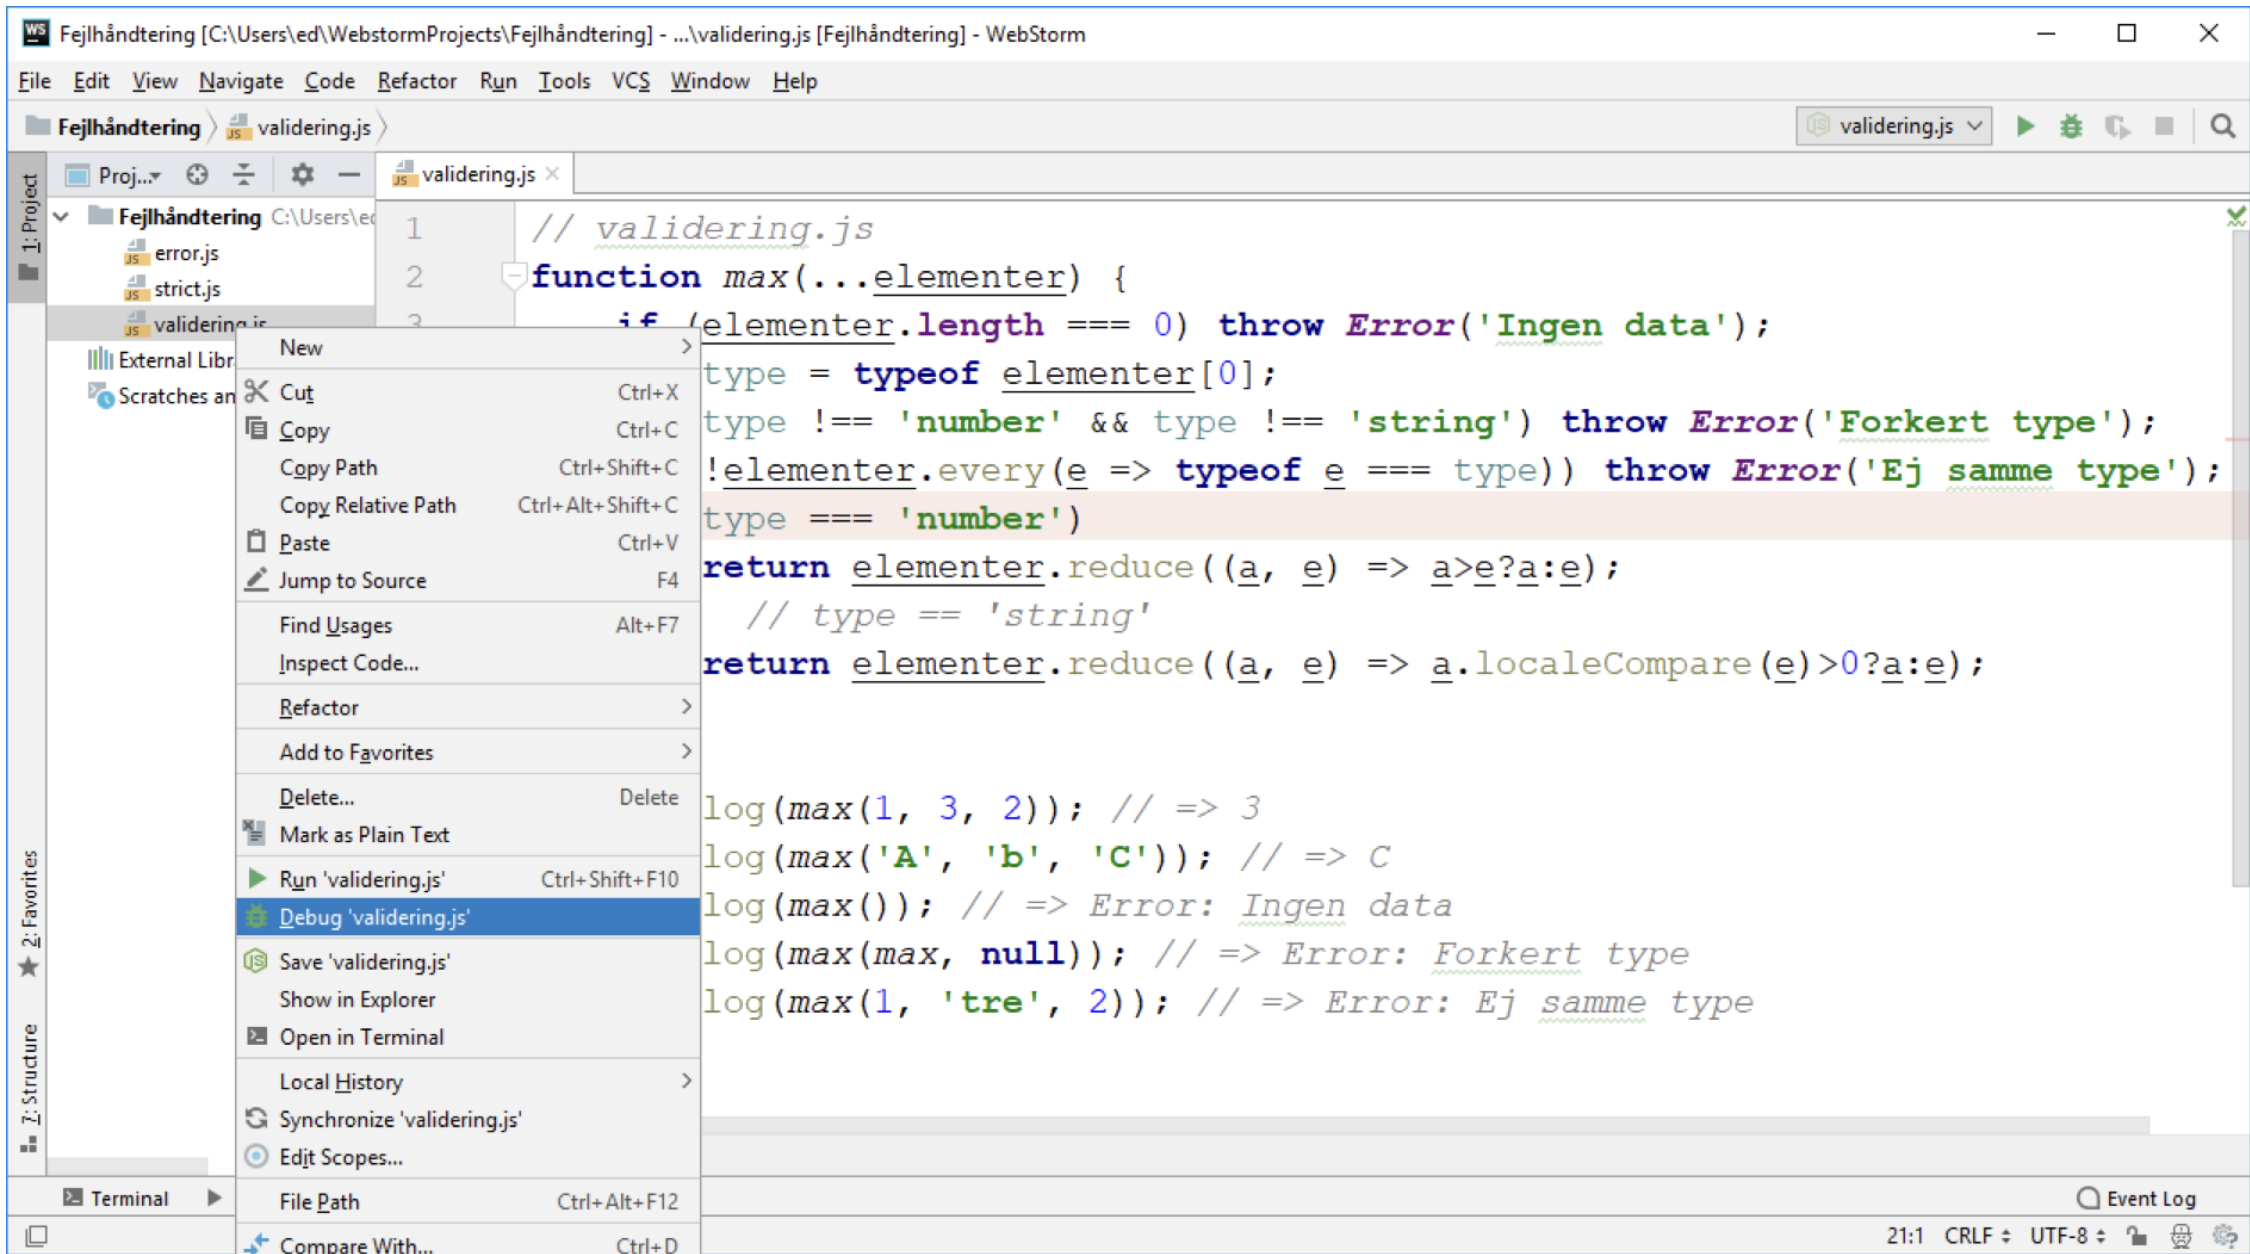 WS Fejlhåndtering [C:\Users\ed\WebstormProjects\Fejlhåndtering] - ...\validering.js [Fejlhåndtering] - WebStorm
File Edit View Navigate Code Refactor Run Tools VCS Window Help
Fejlhåndtering validering.js
validering.js
1: Project
Proj...
validering.js
Fejlhåndtering C:\Users\ed
error.js
strict.js
validering.js
External Libr
Scratches an
1 // validering.js
2 function max(...elementer) {
3 if (elementer.length === 0) throw Error('Ingen data');
type = typeof elementer[0];
type !== 'number' && type !== 'string') throw Error('Forkert type');
!elementer.every(e => typeof e === type)) throw Error('Ej samme type');
type === 'number')
return elementer.reduce((a, e) => a>e?a:e);
// type == 'string'
return elementer.reduce((a, e) => a.localeCompare(e)>0?a:e);
log(max(1, 3, 2)); // => 3
log(max('A', 'b', 'C')); // => C
log(max()); // => Error: Ingen data
log(max(max, null)); // => Error: Forkert type
log(max(1, 'tre', 2)); // => Error: Ej samme type
New
Cut Ctrl+X
Copy Ctrl+C
Copy Path Ctrl+Shift+C
Copy Relative Path Ctrl+Alt+Shift+C
Paste Ctrl+V
Jump to Source F4
Find Usages Alt+F7
Inspect Code...
Refactor
Add to Favorites
Delete... Delete
Mark as Plain Text
Run 'validering.js' Ctrl+Shift+F10
Debug 'validering.js'
Save 'validering.js'
Show in Explorer
Open in Terminal
Local History
Synchronize 'validering.js'
Edit Scopes...
File Path Ctrl+Alt+F12
Compare With... Ctrl+D
2: Favorites
7: Structure
Terminal
Event Log
21:1 CRLF UTF-8